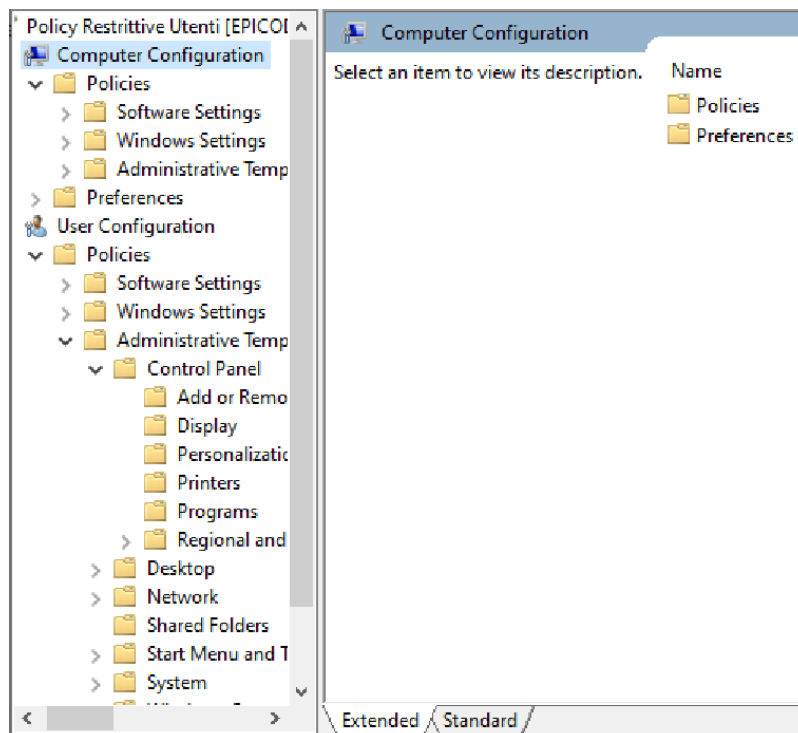 Policy Restrittive Utenti [EPICOD
Computer Configuration
Policies
Software Settings
Windows Settings
Administrative Temp
Preferences
User Configuration
Policies
Software Settings
Windows Settings
Administrative Temp
Control Panel
Add or Remo
Display
Personalizatic
Printers
Programs
Regional and
Desktop
Network
Shared Folders
Start Menu and T
System
Computer Configuration
Select an item to view its description.
Name
Policies
Preferences
Extended
Standard